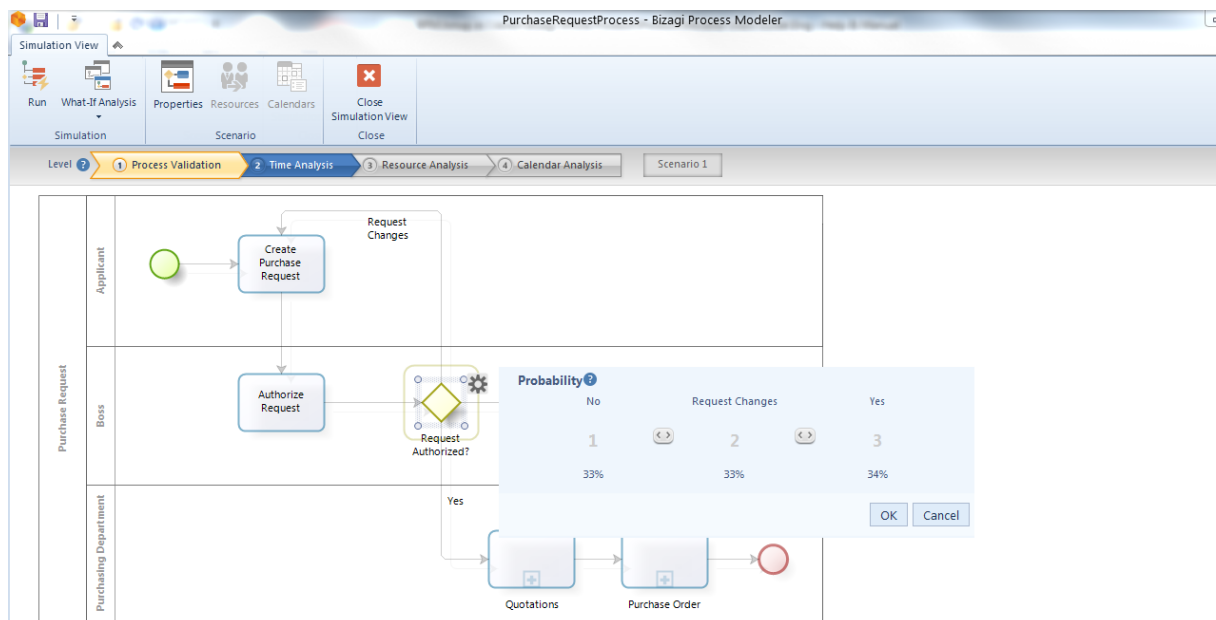 PurchaseRequestProcess - Bizagi Process Modeler
Simulation View
Run
What-If Analysis
Properties
Resources
Calendars
Close
Simulation View
Simulation
Scenario
Close
Level ?
1 Process Validation
2 Time Analysis
3 Resource Analysis
4 Calendar Analysis
Scenario 1
Purchase Request
Applicant
Create
Purchase
Request
Request
Changes
Boss
Authorize
Request
Request
Authorized?
Probability ?
No
Request Changes
Yes
1
2
3
33%
33%
34%
OK
Cancel
Purchasing Department
Yes
Quotations
Purchase Order